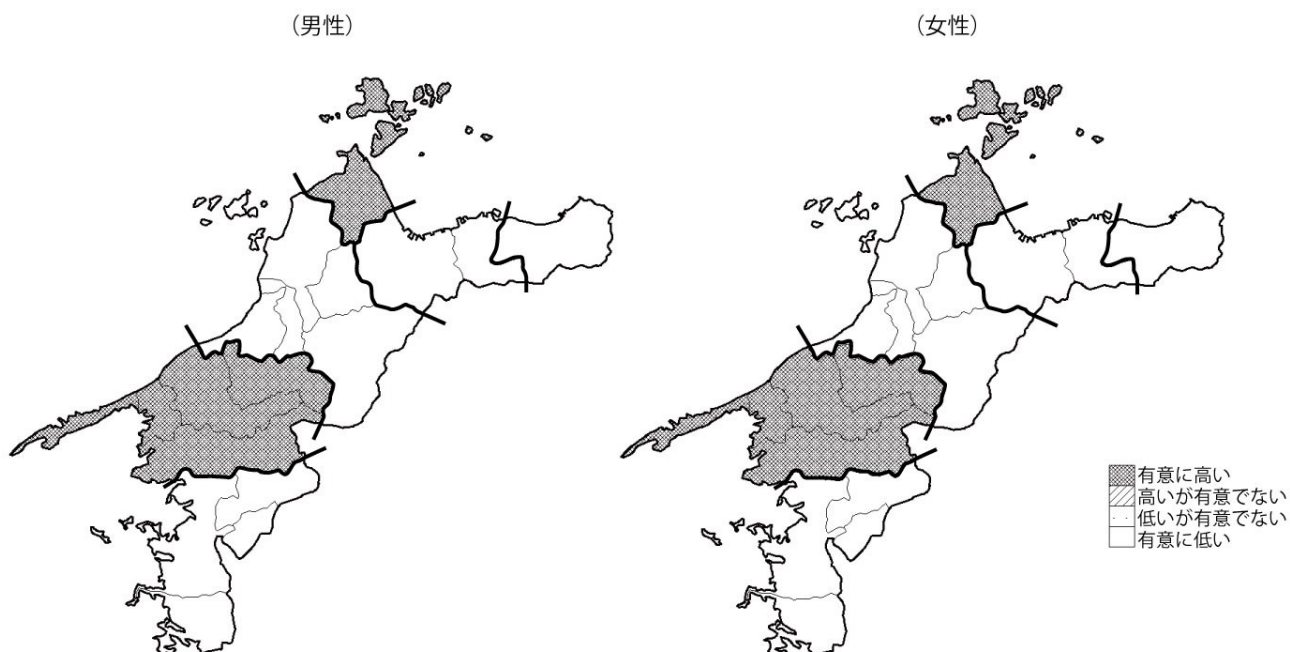 （男性）
（女性）
有意に高い
高いが有意でない
低いが有意でない
有意に低い